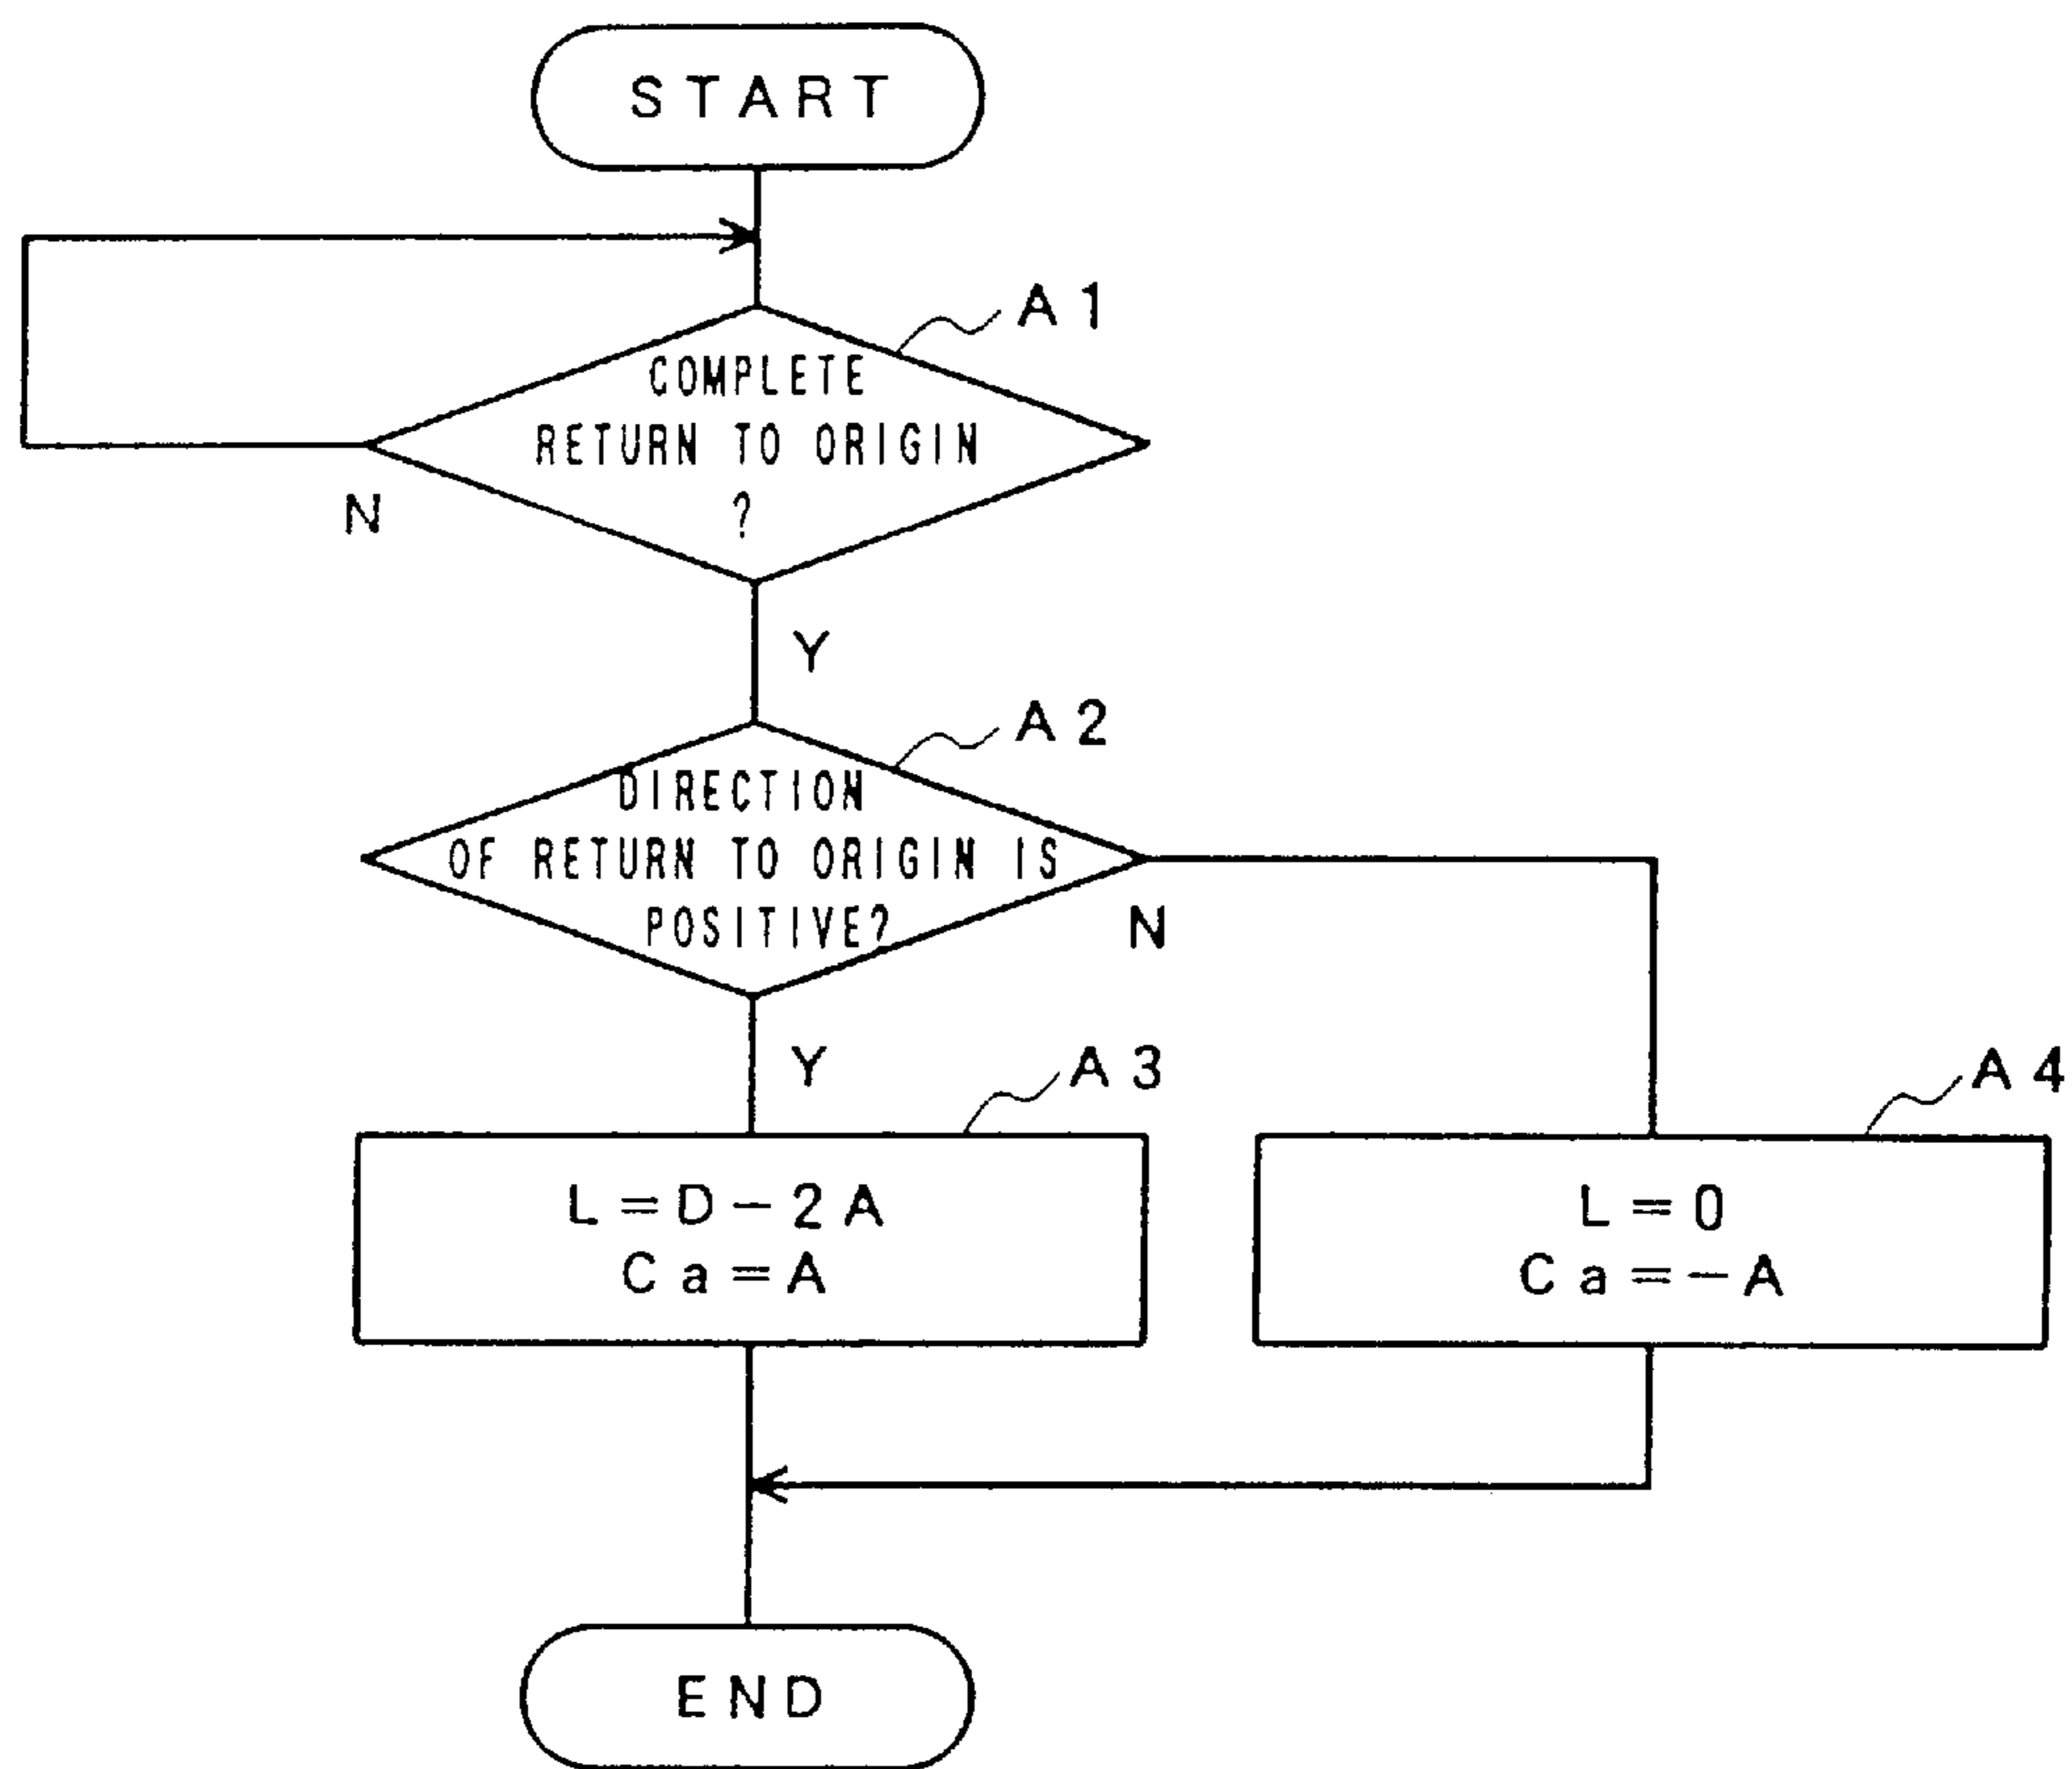 START
A1
COMPLETE
RETURN TO ORIGIN
?
N
Y
A2
DIRECTION
OF RETURN TO ORIGIN IS
POSITIVE?
N
Y
A3
A4
L=D-2A
Ca=A
L=0
Ca=-A
END